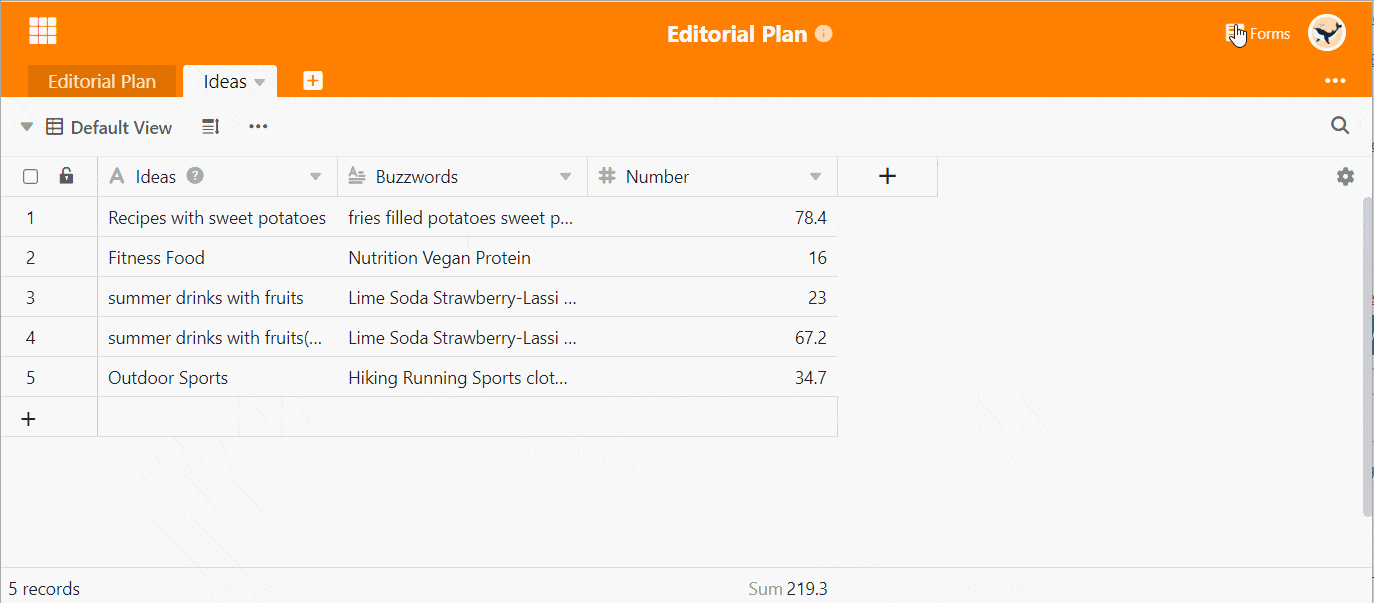 Editorial Plan
Forms
Editorial Plan Ideas
Default View
Ideas Buzzwords Number
1 Recipes with sweet potatoes fries filled potatoes sweet p... 78.4
2 Fitness Food Nutrition Vegan Protein 16
3 summer drinks with fruits Lime Soda Strawberry-Lassi ... 23
4 summer drinks with fruits(... Lime Soda Strawberry-Lassi ... 67.2
5 Outdoor Sports Hiking Running Sports clot... 34.7
5 records Sum 219.3